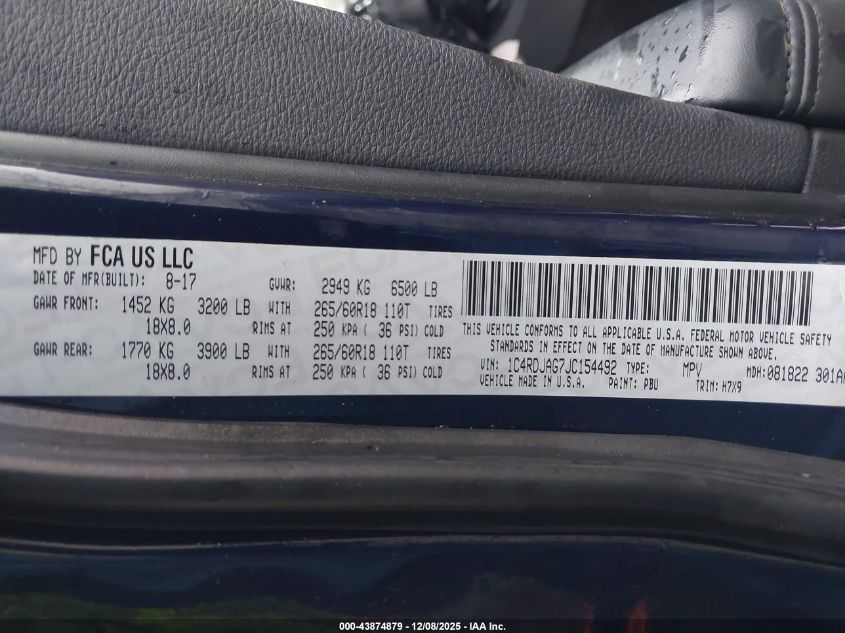 MFD BY FCA US LLC
DATE OF MFR(BUILT): 8-17 GVWR: 2949 KG 6500 LB
GAWR FRONT: 1452 KG 3200 LB WITH 265/60R18 110T TIRES
18X8.0 RIMS AT 250 KPA ( 36 PSI) COLD
GAWR REAR: 1770 KG 3900 LB WITH 265/60R18 110T TIRES
18X8.0 RIMS AT 250 KPA ( 36 PSI) COLD
THIS VEHICLE CONFORMS TO ALL APPLICABLE U.S.A. FEDERAL MOTOR VEHICLE SAFETY
STANDARDS IN EFFECT ON THE DATE OF MANUFACTURE SHOWN ABOVE.
VIN: 1C4RDJAG7JC154492 TYPE: MPV MDH: 081822 301A
VEHICLE MADE IN U.S.A. PAINT: PBU TRIM: H7X9
000-43874879 - 12/08/2025 - IAA Inc.